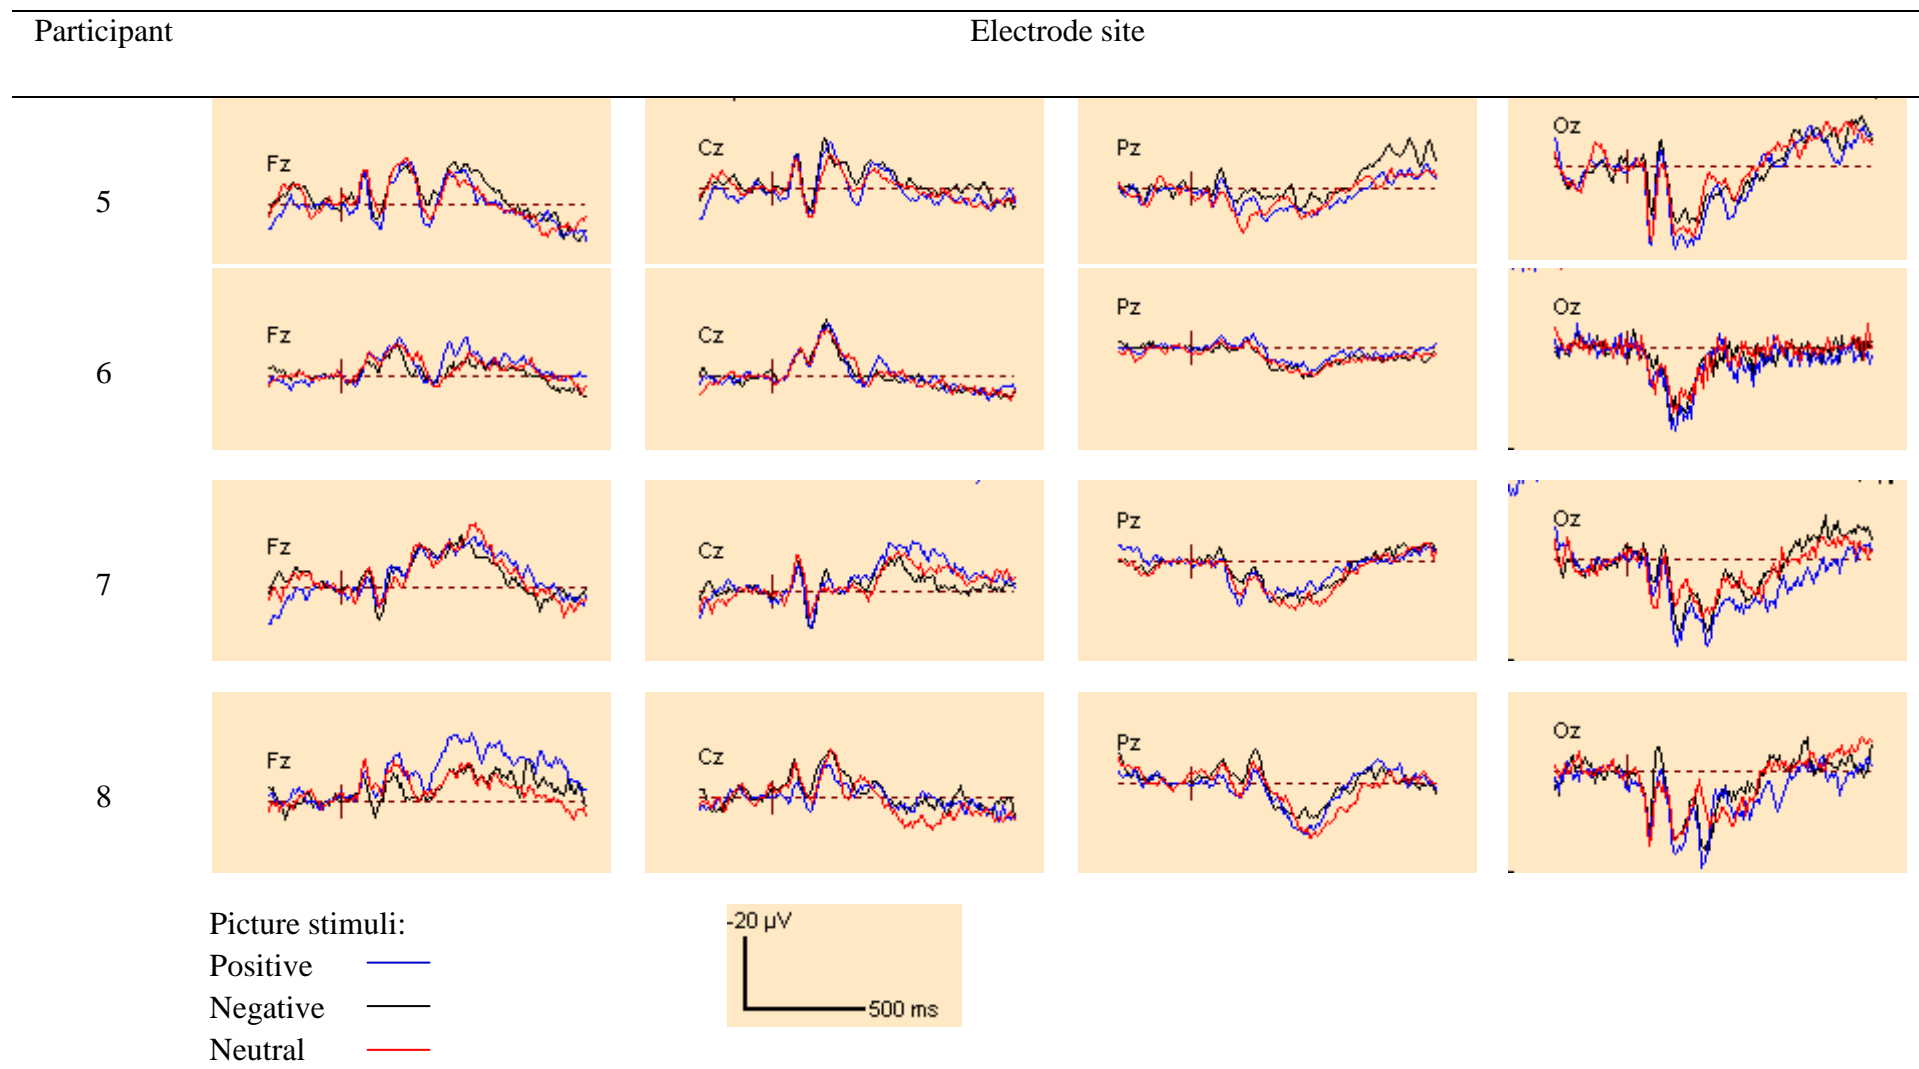 Participant Electrode site
Fz Cz Pz Oz
5
Fz Cz Pz Oz
6
Fz Cz Pz Oz
7
Fz Cz Pz Oz
8
Picture stimuli:
Positive
Negative
Neutral
-20 µV
500 ms